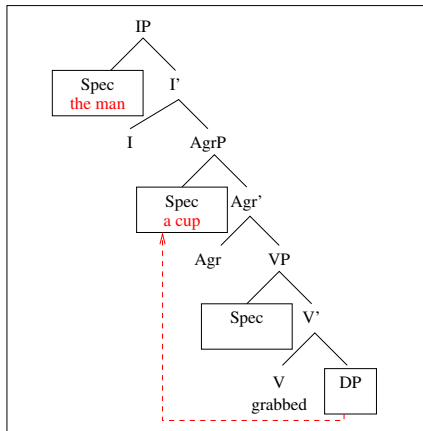 IP
Spec
the man
I'
I
AgrP
Spec
a cup
Agr'
Agr
VP
Spec
V'
V
grabbed
DP